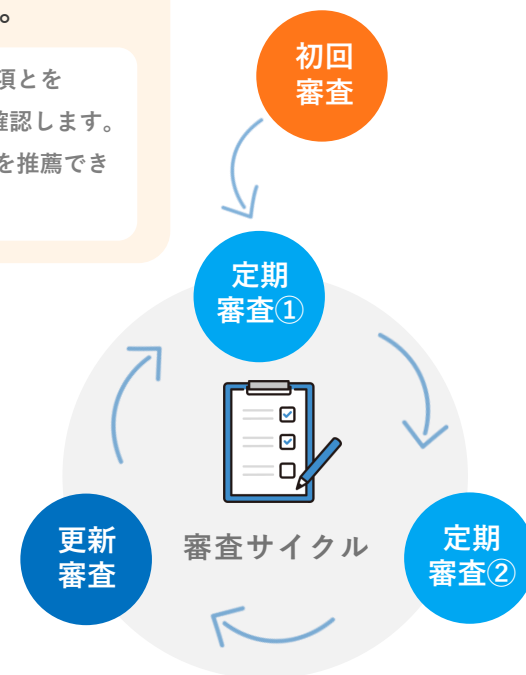 。
項とを
確認します。
を推薦でき
初回
審査
定期
審査①
審査サイクル
更新
審査
定期
審査②